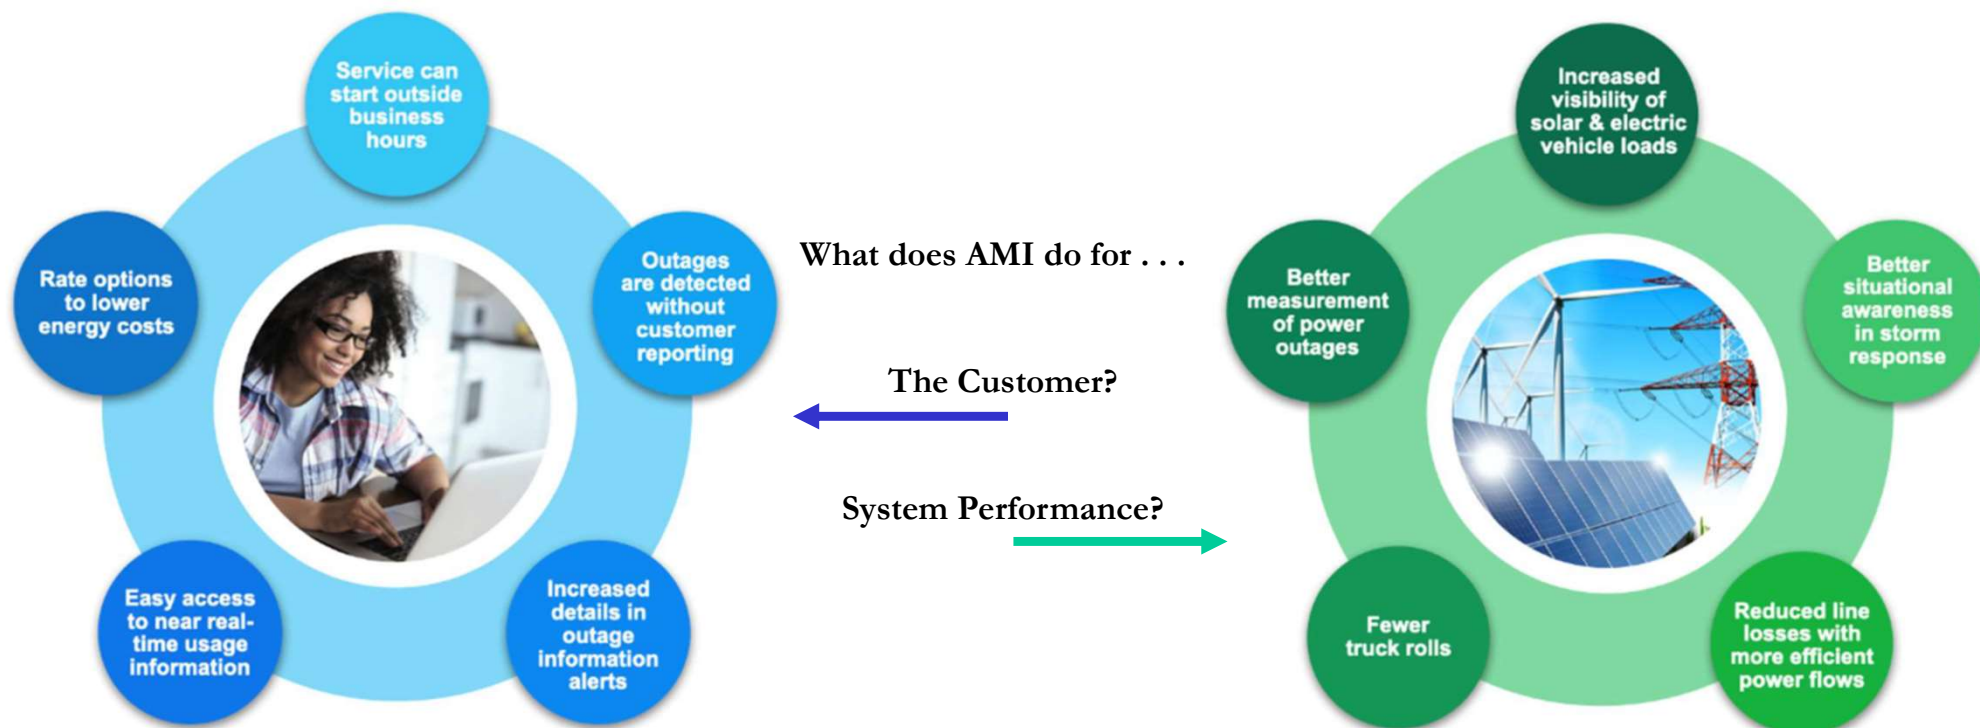 Service can
start outside
business
hours
Rate options
to lower
energy costs
Outages
are detected
without
customer
reporting
Easy access
to near real-
time usage
information
Increased
details in
outage
information
alerts
What does AMI do for . . .
The Customer?
System Performance?
Increased
visibility of
solar & electric
vehicle loads
Better
measurement
of power
outages
Better
situational
awareness
in storm
response
Fewer
truck rolls
Reduced line
losses with
more efficient
power flows